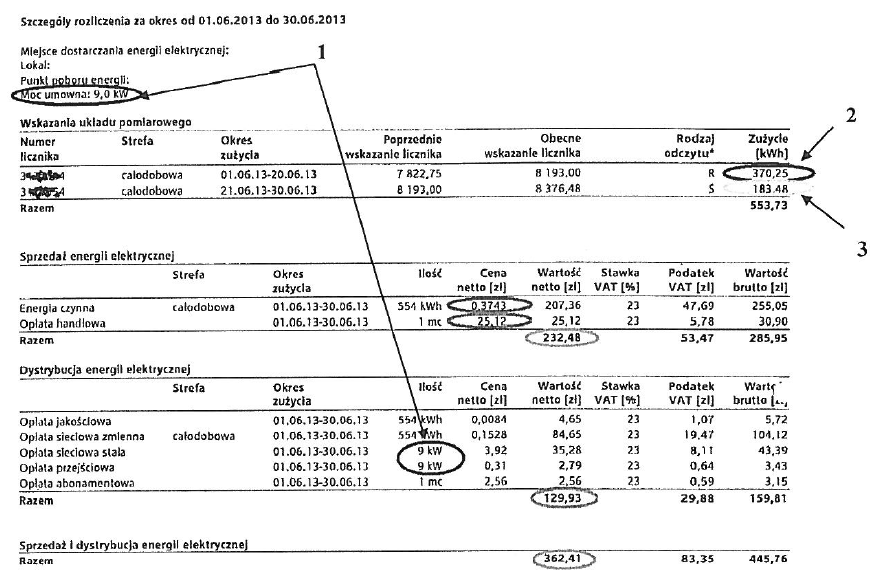 Szczegóły rozliczenia za okres od 01.06.2013 do 30.06.2013
1
Miejsce dostarczania energii elektrycznej:
Lokal:
Punkt poboru energii:
Moc umowna: 9,0 kW
Wskazania układu pomiarowego
2
Numer licznika Strefa Okres zużycia Poprzednie wskazanie licznika Obecne wskazanie licznika Rodzaj odczytu* Zużycie [kWh]
całodobowa 01.06.13-20.06.13 7 822,75 8 193,00 R 370,25
całodobowa 21.06.13-30.06.13 8 193,00 8 376,48 Ś 183,48
Razem 553,73
3
Sprzedaż energii elektrycznej
Strefa Okres zużycia Ilość Cena netto [zł] Wartość netto [zł] Stawka VAT [%] Podatek VAT [zł] Wartość brutto [zł]
Energia czynna całodobowa 01.06.13-30.06.13 554 kWh 0,3743 207,36 23 47,69 255,05
Opłata handlowa 01.06.13-30.06.13 1 mc 25,12 25,12 23 5,78 30,90
Razem 232,48 53,47 285,95
Dystrybucja energii elektrycznej
Strefa Okres zużycia Ilość Cena netto [zł] Wartość netto [zł] Stawka VAT [%] Podatek VAT [zł] brutto
Opłata jakościowa 01.06.13-30.06.13 554 kWh 0,0084 4,65 23 1,07 5,72
Opłata sieciowa zmienna całodobowa 01.06.13-30.06.13 554 kWh 0,1528 84,65 23 19,47 104,12
Opłata sieciowa stała 01.06.13-30.06.13 9 kW 3,92 35,28 23 8,11 43,39
Opłata przejściowa 01.06.13-30.06.13 9 kW 0,31 2,79 23 0,64 3,43
Opłata abonamentowa 01.06.13-30.06.13 1 mc 2,56 2,56 23 0,59 3,15
Razem 129,93 29,88 159,81
Sprzedaż i dystrybucja energii elektrycznej
Razem 362,41 83,35 445,76